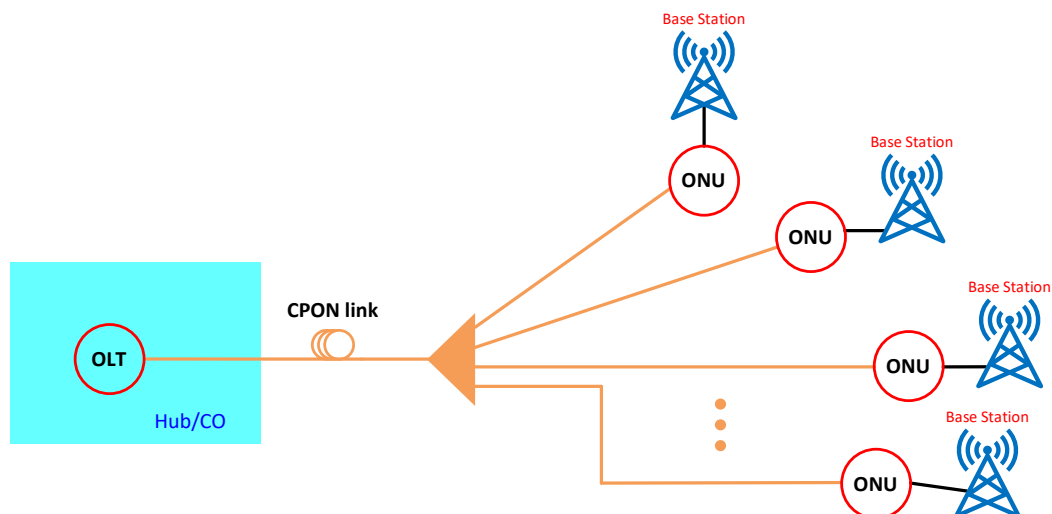 Base Station
ONU
Base Station
ONU
CPON link
Base Station
OLT
ONU
Hub/CO
Base Station
ONU